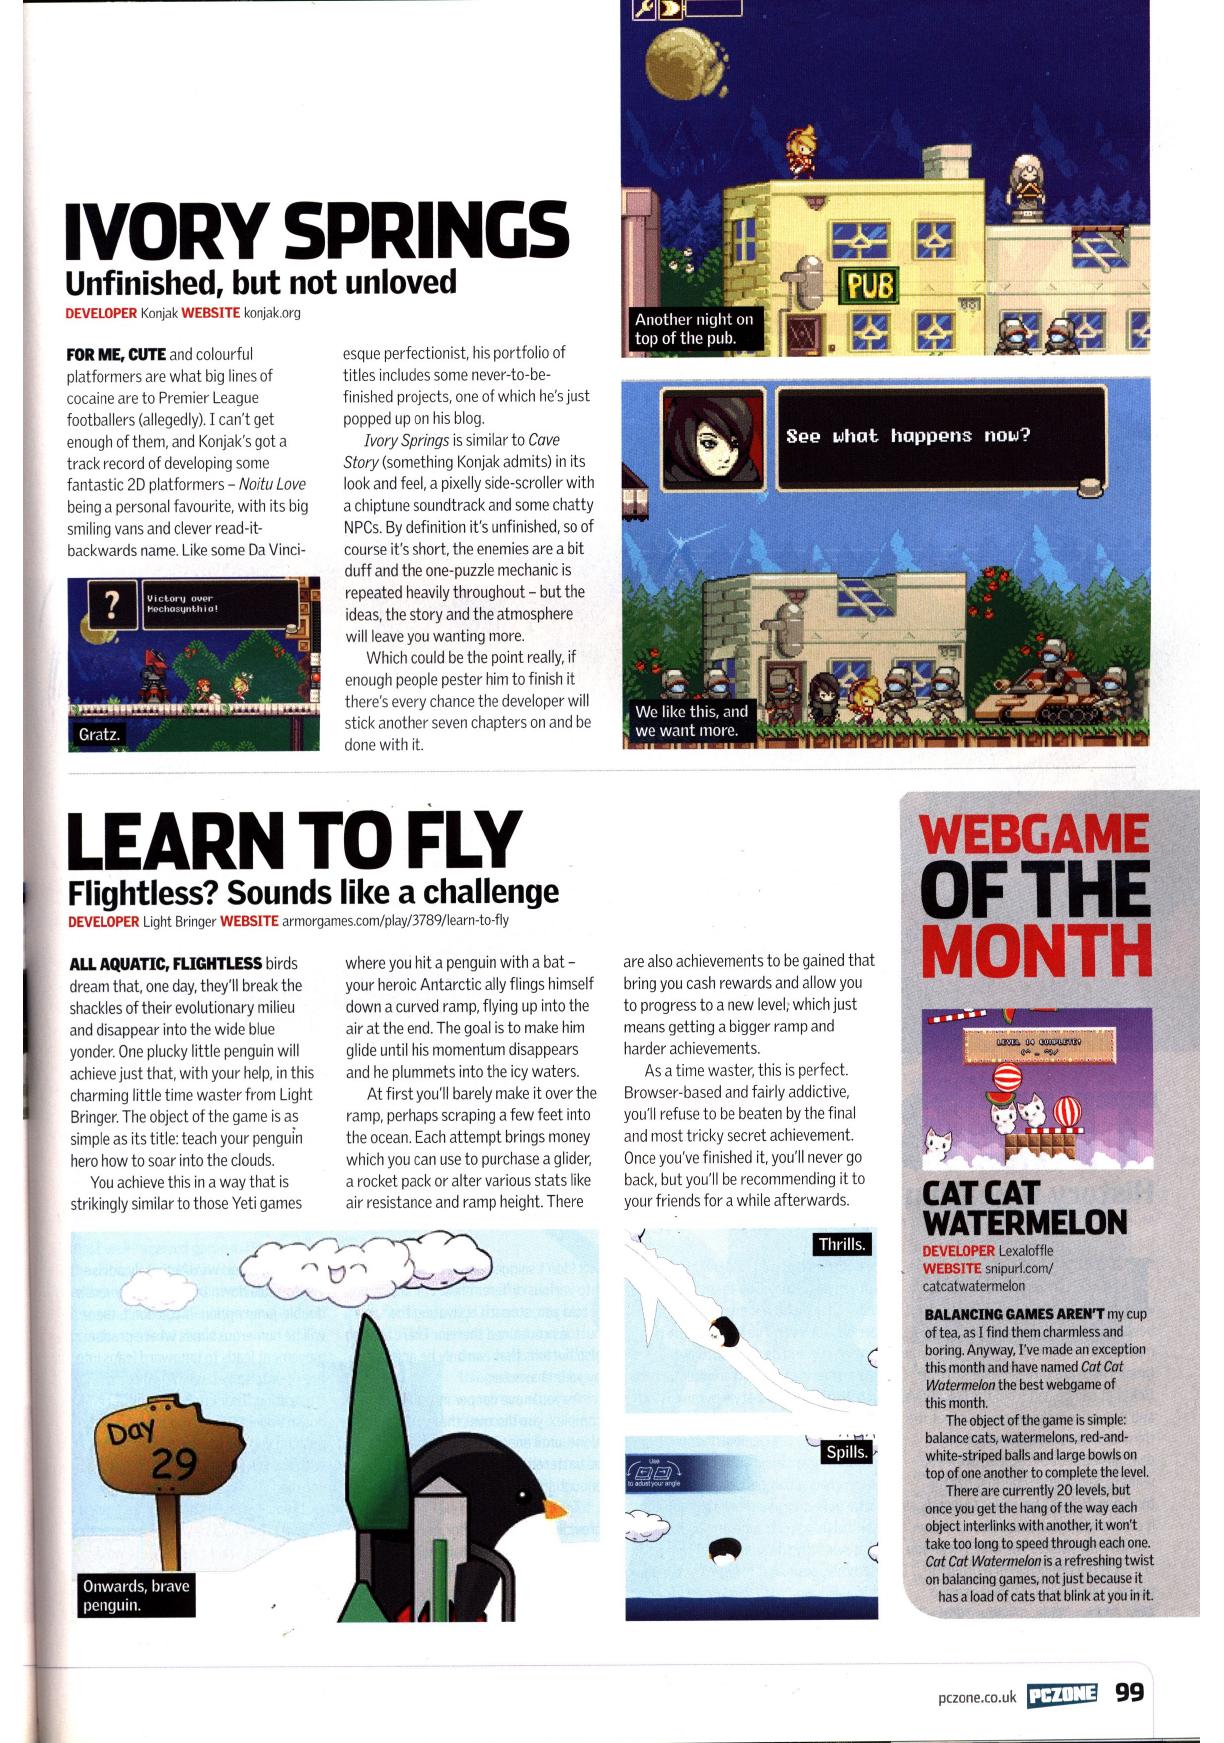 IVORY SPRINGS
Unfinished, but not unloved
DEVELOPER Konjak WEBSITE konjak.org
FOR ME, CUTE and colourful
platformers are what big lines of
cocaine are to Premier League
footballers (allegedly). I can't get
enough of them, and Konjak's got a
track record of developing some
fantastic 2D platformers – Noitu Love
being a personal favourite, with its big
smiling vans and clever read-it-
backwards name. Like some Da Vinci-
esque perfectionist, his portfolio of
titles includes some never-to-be-
finished projects, one of which he's just
popped up on his blog.
Ivory Springs is similar to Cave
Story (something Konjak admits) in its
look and feel, a pixelly side-scroller with
a chiptune soundtrack and some chatty
NPCs. By definition it's unfinished, so of
course it's short, the enemies are a bit
duff and the one-puzzle mechanic is
repeated heavily throughout – but the
ideas, the story and the atmosphere
will leave you wanting more.
Which could be the point really, if
enough people pester him to finish it
there's every chance the developer will
stick another seven chapters on and be
done with it.
?
Victory over
Mechasynthia!
Gratz.
PUB
Another night on
top of the pub.
See what happens now?
We like this, and
we want more.
LEARN TO FLY
Flightless? Sounds like a challenge
DEVELOPER Light Bringer WEBSITE armorgames.com/play/3789/learn-to-fly
ALL AQUATIC, FLIGHTLESS birds
dream that, one day, they'll break the
shackles of their evolutionary milieu
and disappear into the wide blue
yonder. One plucky little penguin will
achieve just that, with your help, in this
charming little time waster from Light
Bringer. The object of the game is as
simple as its title: teach your penguin
hero how to soar into the clouds.
You achieve this in a way that is
strikingly similar to those Yeti games
where you hit a penguin with a bat –
your heroic Antarctic ally flings himself
down a curved ramp, flying up into the
air at the end. The goal is to make him
glide until his momentum disappears
and he plummets into the icy waters.
At first you'll barely make it over the
ramp, perhaps scraping a few feet into
the ocean. Each attempt brings money
which you can use to purchase a glider,
a rocket pack or alter various stats like
air resistance and ramp height. There
are also achievements to be gained that
bring you cash rewards and allow you
to progress to a new level; which just
means getting a bigger ramp and
harder achievements.
As a time waster, this is perfect.
Browser-based and fairly addictive,
you'll refuse to be beaten by the final
and most tricky secret achievement.
Once you've finished it, you'll never go
back, but you'll be recommending it to
your friends for a while afterwards.
Day
29
Onwards, brave
penguin.
Thrills.
Use
to adjust your angle
Spills.
WEBGAME
OF THE
MONTH
LEVEL 14 COMPLETE!
(^ _ ^)/
CAT CAT
WATERMELON
DEVELOPER Lexaloffle
WEBSITE snipurl.com/
catcatwatermelon
BALANCING GAMES AREN'T my cup
of tea, as I find them charmless and
boring. Anyway, I've made an exception
this month and have named Cat Cat
Watermelon the best webgame of
this month.
The object of the game is simple:
balance cats, watermelons, red-and-
white-striped balls and large bowls on
top of one another to complete the level.
There are currently 20 levels, but
once you get the hang of the way each
object interlinks with another, it won't
take too long to speed through each one.
Cat Cat Watermelon is a refreshing twist
on balancing games, not just because it
has a load of cats that blink at you in it.
pczone.co.uk PCZONE 99